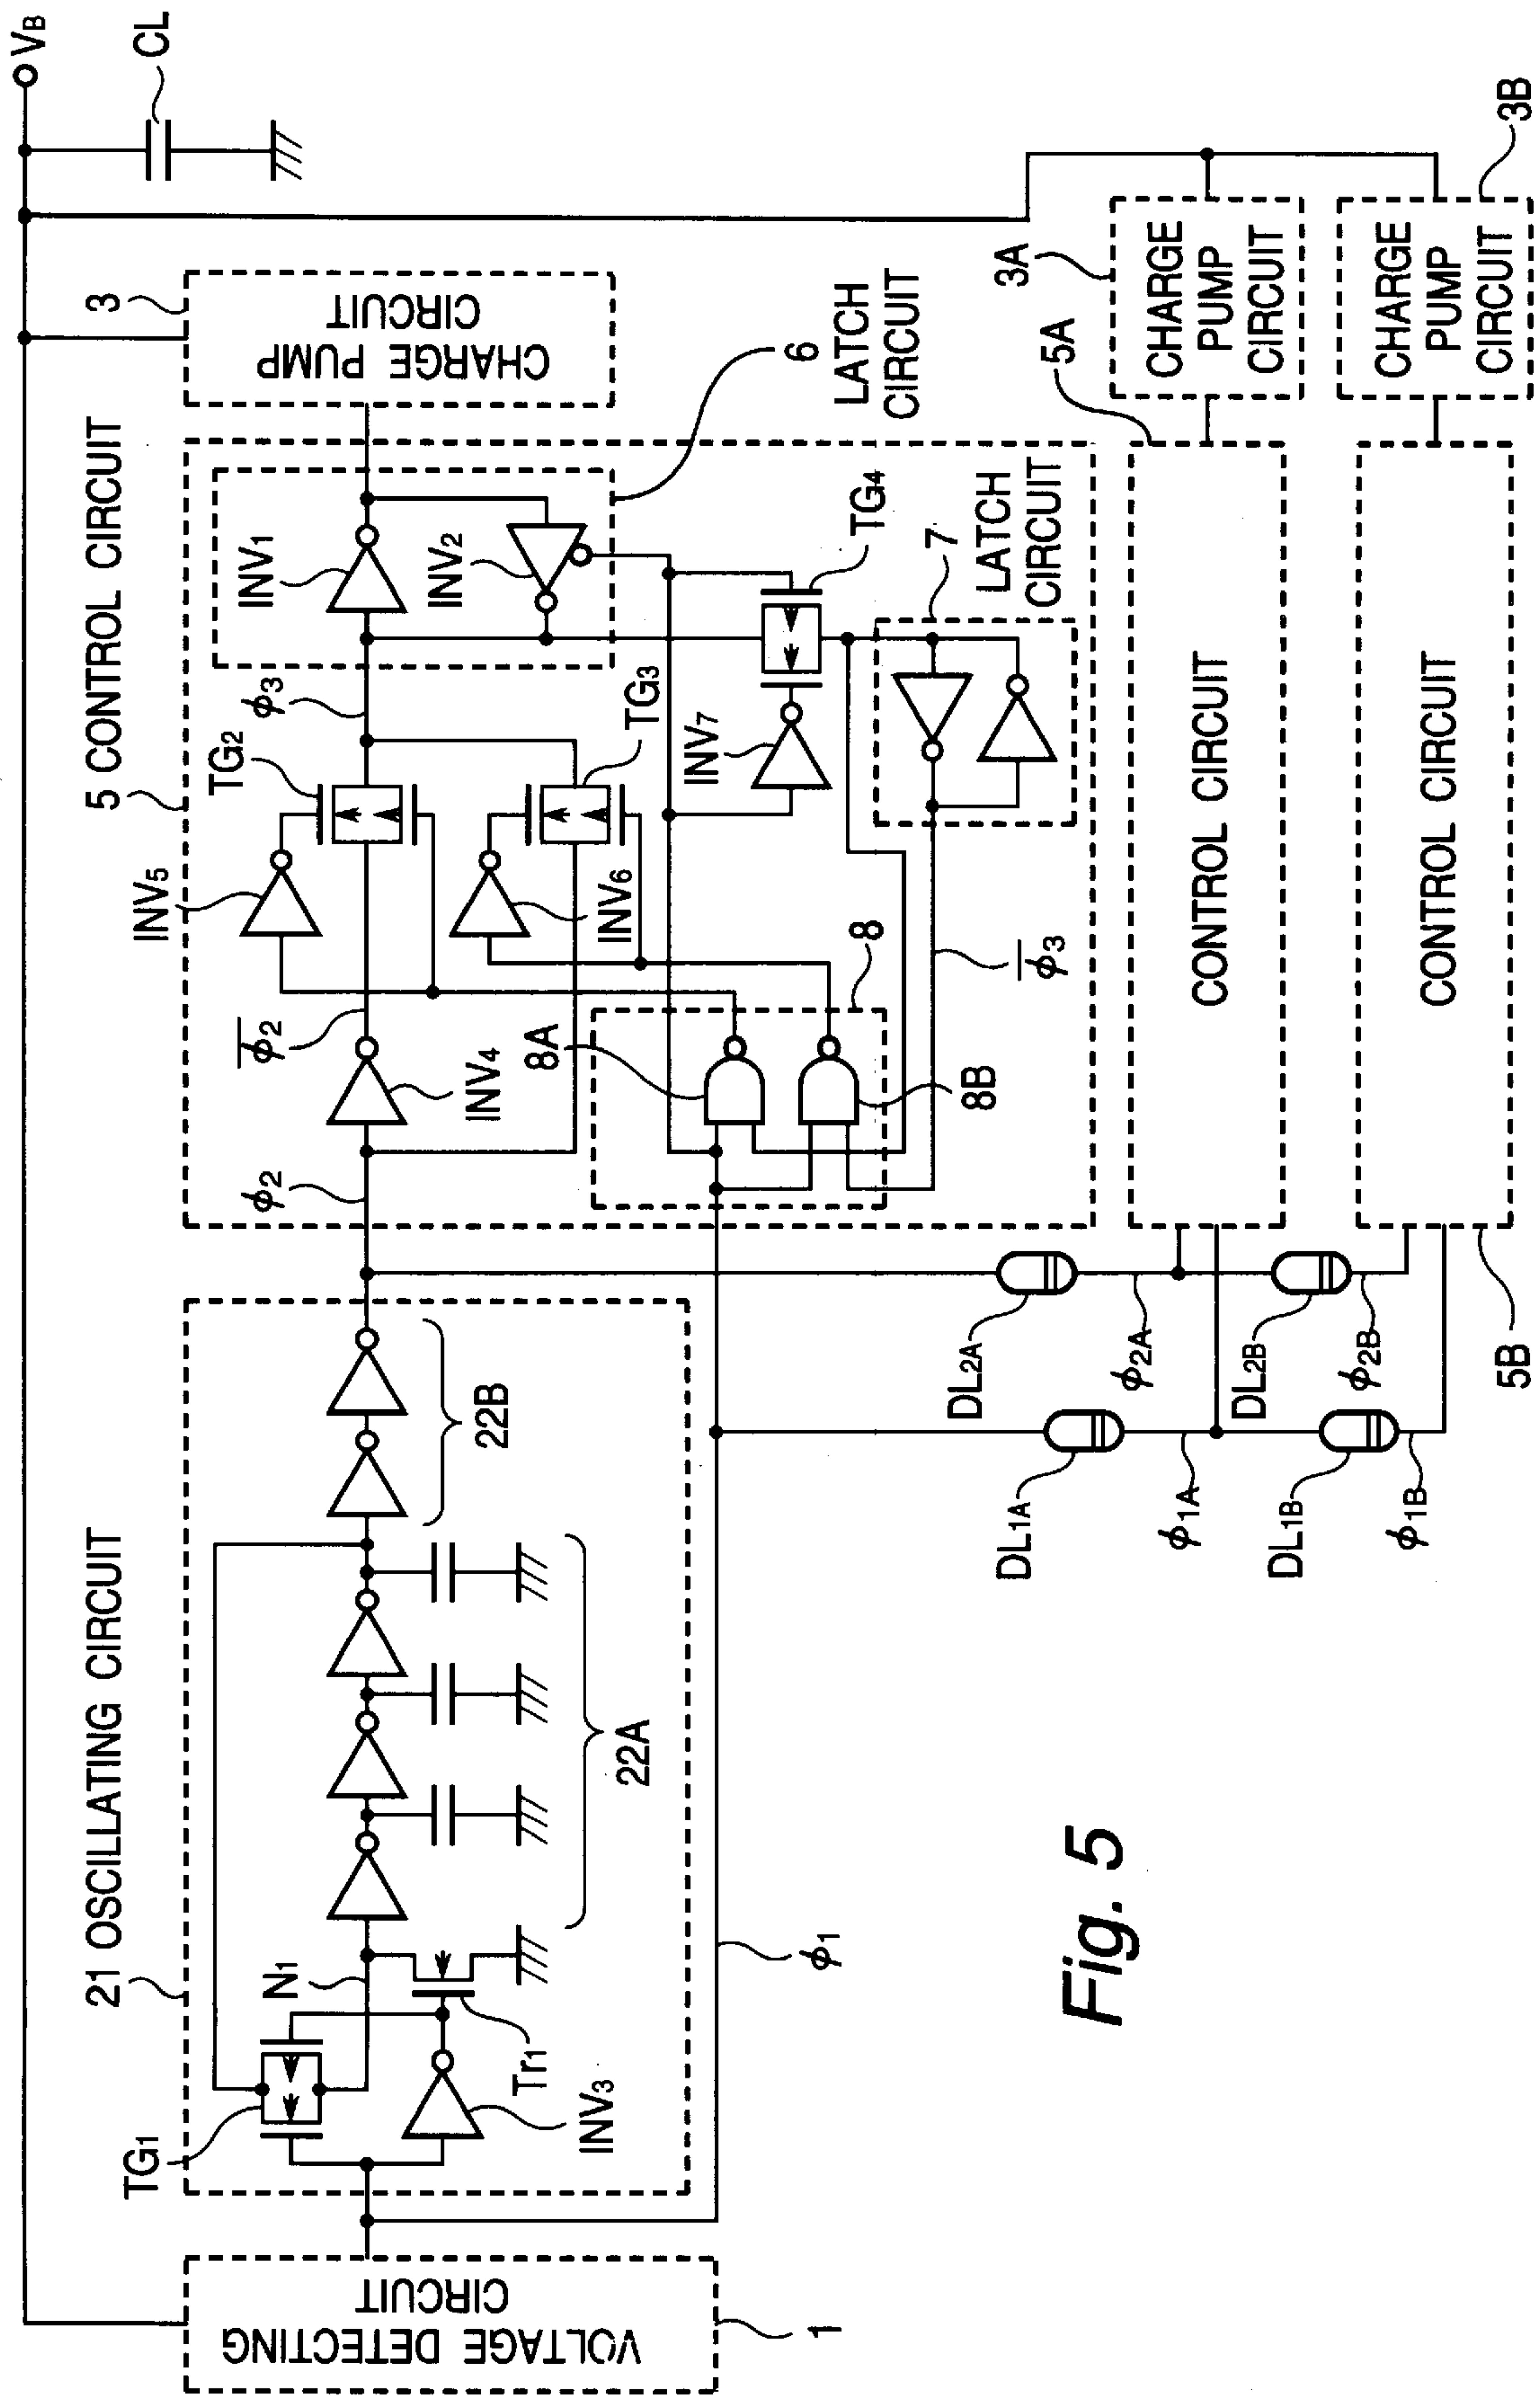 VB
CL
21 OSCILLATING CIRCUIT
5 CONTROL CIRCUIT
3
TG1
N1
INV5
TG2
INV1
CHARGE PUMP
CIRCUIT
VOLTAGE DETECTING
CIRCUIT
1
Tr1
INV3
22A
22B
ϕ2
ϕ̅2
INV4
ϕ3
INV2
6
LATCH
CIRCUIT
TG3
INV6
8A
8B
8
INV7
TG4
7
LATCH
CIRCUIT
ϕ̅3
ϕ1
DL2A
DL1A
ϕ2A
ϕ1A
DL2B
DL1B
ϕ2B
ϕ1B
5A
3A
CONTROL CIRCUIT
CHARGE
PUMP
CIRCUIT
CONTROL CIRCUIT
CHARGE
PUMP
CIRCUIT
5B
3B
Fig. 5